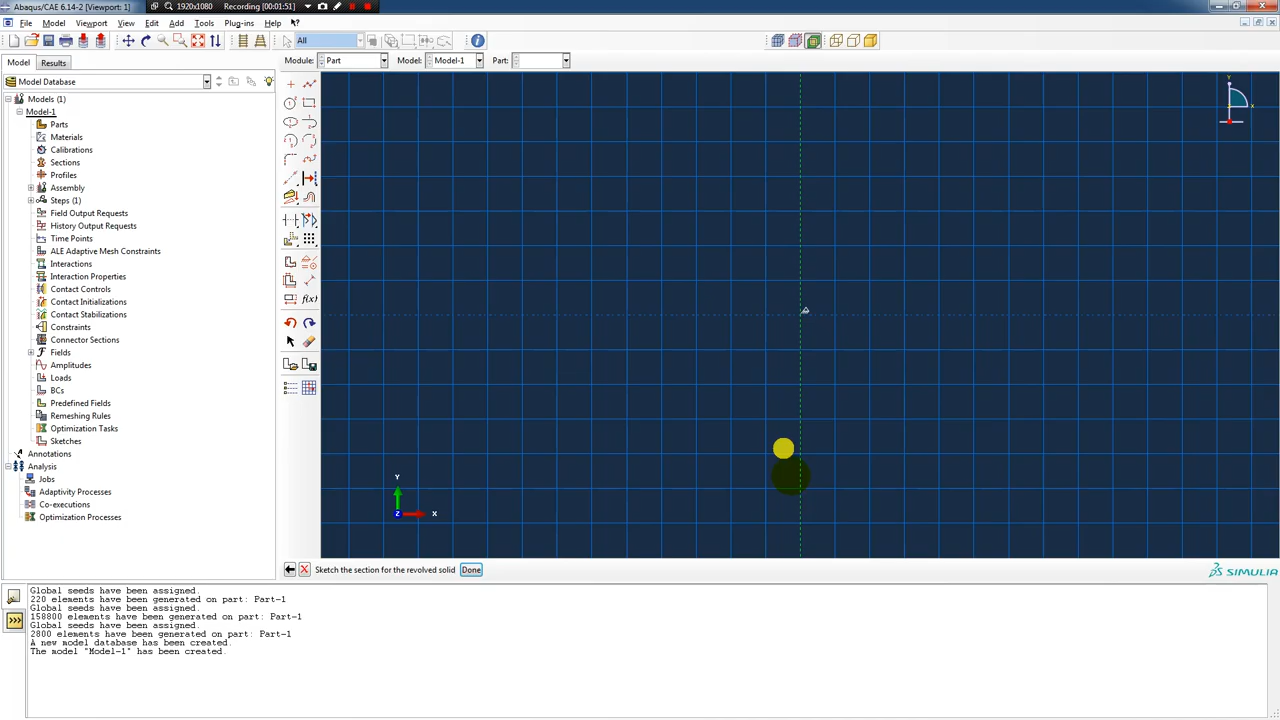 Abaqus/CAE 6.14-2 [Viewport: 1]
1920x1080
Recording [00:01:51]
File
Model
Viewport
View
Edit
Add
Tools
Plug-ins
Help
All
Model
Results
Module:
Part
Model:
Model-1
Part:
Model Database
Models (1)
Model-1
Parts
Materials
Calibrations
Sections
Profiles
Assembly
Steps (1)
Field Output Requests
History Output Requests
Time Points
ALE Adaptive Mesh Constraints
Interactions
Interaction Properties
Contact Controls
Contact Initializations
Contact Stabilizations
Constraints
Connector Sections
Fields
Amplitudes
Loads
BCs
Predefined Fields
Remeshing Rules
Optimization Tasks
Sketches
Annotations
Analysis
Jobs
Adaptivity Processes
Co-executions
Optimization Processes
f(x)
Y
X
Y
Z
X
Sketch the section for the revolved solid
Done
SIMULIA
Global seeds have been assigned.
220 elements have been generated on part: Part-1
Global seeds have been assigned.
158800 elements have been generated on part: Part-1
Global seeds have been assigned.
2800 elements have been generated on part: Part-1
A new model database has been created.
The model "Model-1" has been created.
>>>